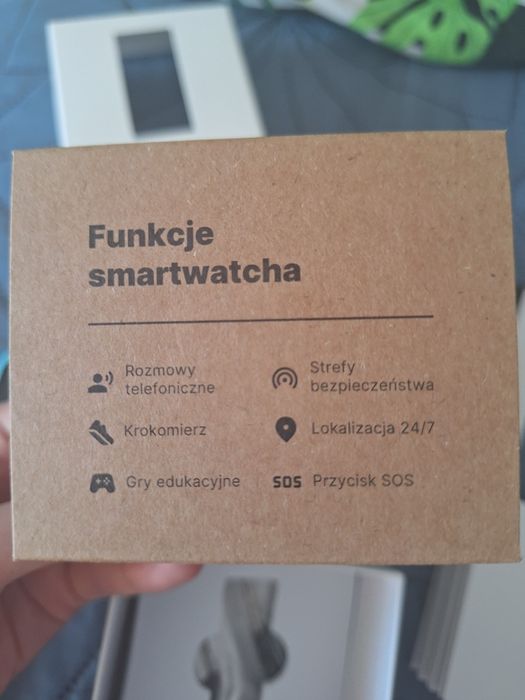 Funkcje
smartwatcha
Rozmowy
telefoniczne
Strefy
bezpieczeństwa
Krokomierz
Lokalizacja 24/7
Gry edukacyjne
SOS Przycisk SOS